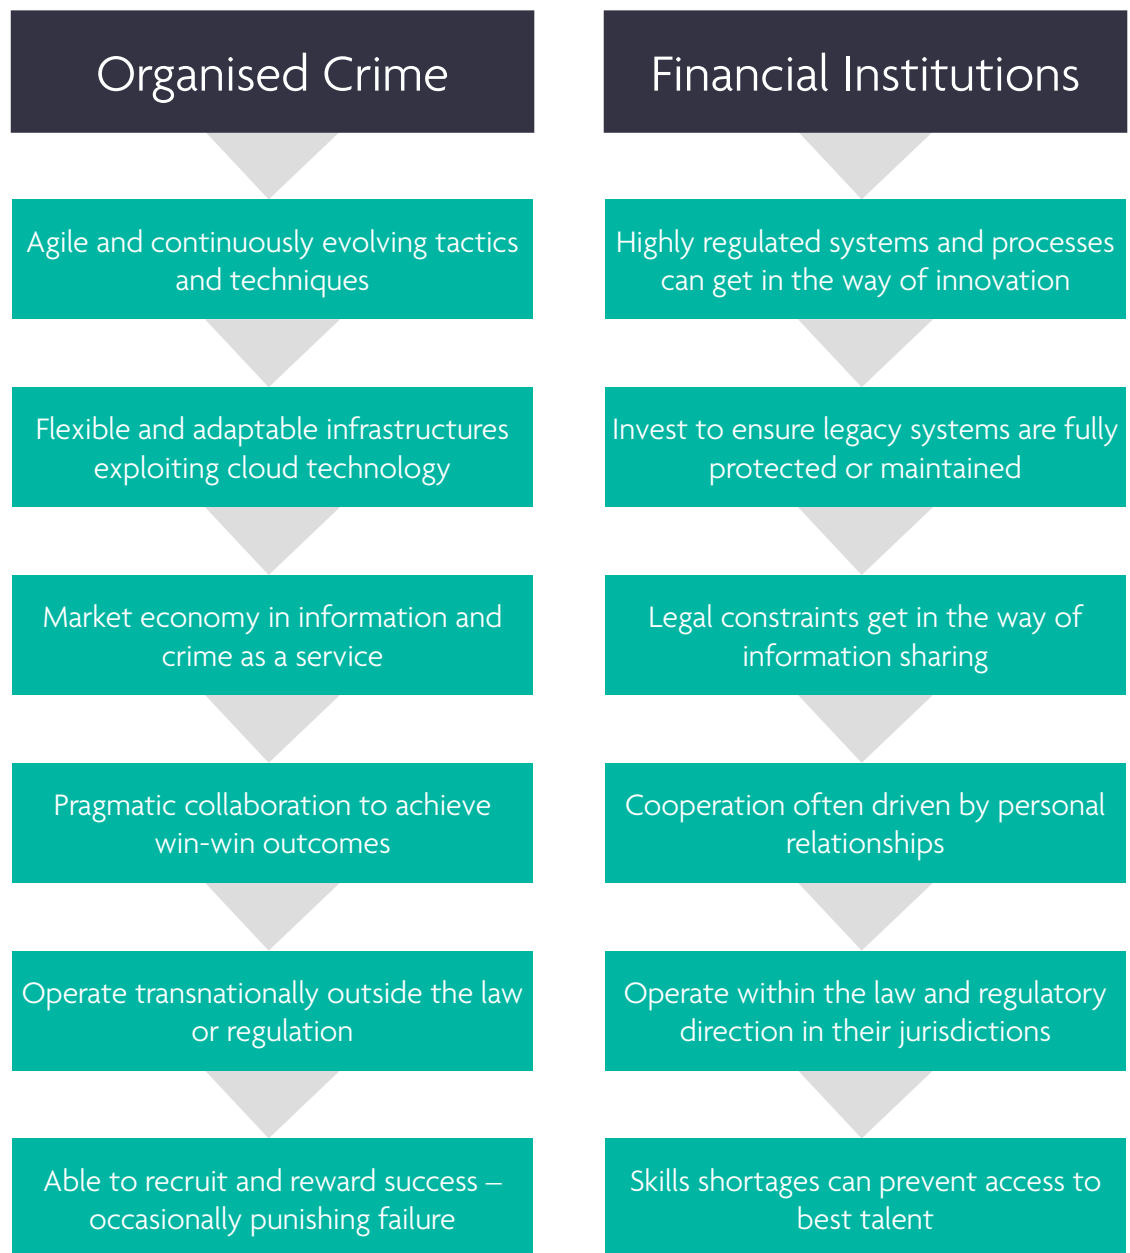 Organised Crime
Agile and continuously evolving tactics
and techniques
Flexible and adaptable infrastructures
exploiting cloud technology
Market economy in information and
crime as a service
Pragmatic collaboration to achieve
win-win outcomes
Operate transnationally outside the law
or regulation
Able to recruit and reward success –
occasionally punishing failure
Financial Institutions
Highly regulated systems and processes
can get in the way of innovation
Invest to ensure legacy systems are fully
protected or maintained
Legal constraints get in the way of
information sharing
Cooperation often driven by personal
relationships
Operate within the law and regulatory
direction in their jurisdictions
Skills shortages can prevent access to
best talent